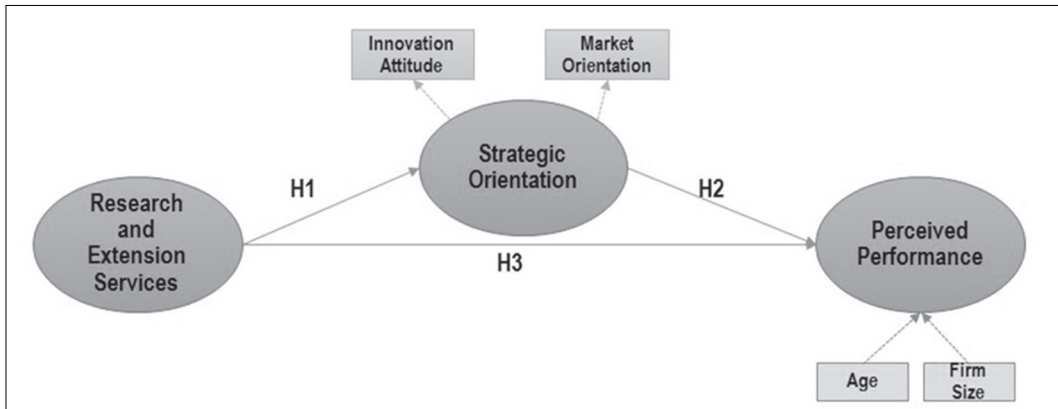 Innovation
Attitude
Market
Orientation
Strategic
Orientation
H1
H2
Research
and
Extension
Services
H3
Perceived
Performance
Age
Firm
Size